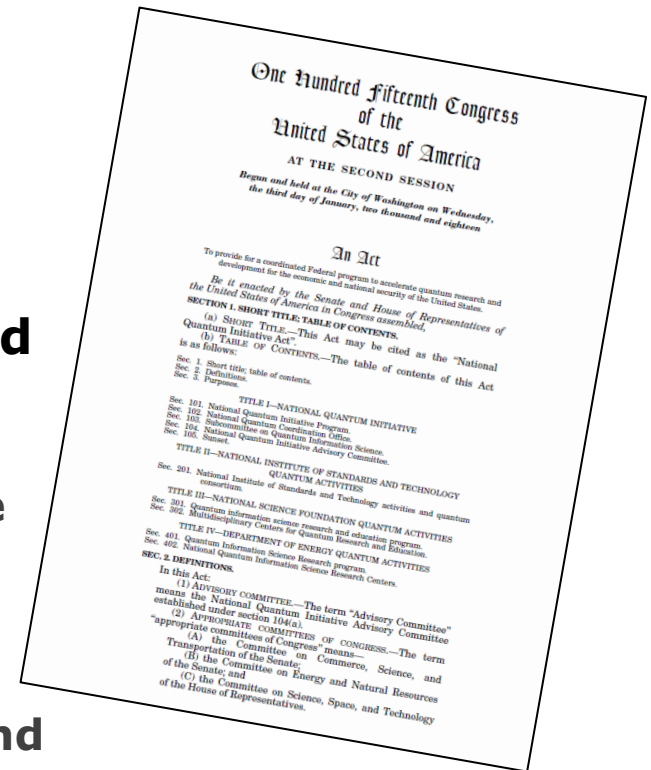 One Hundred Fifteenth Congress
of the
United States of America
AT THE SECOND SESSION
Begun and held at the City of Washington on Wednesday,
the third day of January, two thousand and eighteen
An Act
To provide for a coordinated Federal program to accelerate quantum research and
development for the economic and national security of the United States.
Be it enacted by the Senate and House of Representatives of
the United States of America in Congress assembled,
SECTION 1. SHORT TITLE; TABLE OF CONTENTS.
(a) SHORT TITLE.—This Act may be cited as the “National
Quantum Initiative Act”.
(b) TABLE OF CONTENTS.—The table of contents of this Act
is as follows:
Sec. 1. Short title; table of contents.
Sec. 2. Definitions.
Sec. 3. Purposes.
TITLE I—NATIONAL QUANTUM INITIATIVE
Sec. 101. National Quantum Initiative Program.
Sec. 102. National Quantum Coordination Office.
Sec. 103. Subcommittee on Quantum Information Science.
Sec. 104. National Quantum Initiative Advisory Committee.
Sec. 105. Sunset.
TITLE II—NATIONAL INSTITUTE OF STANDARDS AND TECHNOLOGY
QUANTUM ACTIVITIES
Sec. 201. National Institute of Standards and Technology activities and quantum
consortium.
TITLE III—NATIONAL SCIENCE FOUNDATION QUANTUM ACTIVITIES
Sec. 301. Quantum information science research and education program.
Sec. 302. Multidisciplinary Centers for Quantum Research and Education.
TITLE IV—DEPARTMENT OF ENERGY QUANTUM ACTIVITIES
Sec. 401. Quantum Information Science Research program.
Sec. 402. National Quantum Information Science Research Centers.
SEC. 2. DEFINITIONS.
In this Act:
(1) ADVISORY COMMITTEE.—The term “Advisory Committee”
means the National Quantum Initiative Advisory Committee
established under section 104(a).
(2) APPROPRIATE COMMITTEES OF CONGRESS.—The term
“appropriate committees of Congress” means—
(A) the Committee on Commerce, Science, and
Transportation of the Senate;
(B) the Committee on Energy and Natural Resources
of the Senate; and
(C) the Committee on Science, Space, and Technology
of the House of Representatives.